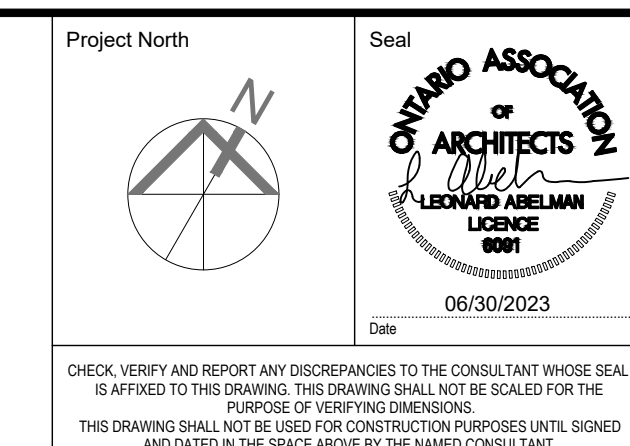 Project North
N
Seal
ONTARIO ASSOCIATION
OF
ARCHITECTS
L Abel
LEONARD ABELMAN
LICENCE
6091
06/30/2023
Date
CHECK, VERIFY AND REPORT ANY DISCREPANCIES TO THE CONSULTANT WHOSE SEAL
IS AFFIXED TO THIS DRAWING. THIS DRAWING SHALL NOT BE SCALED FOR THE
PURPOSE OF VERIFYING DIMENSIONS.
THIS DRAWING SHALL NOT BE USED FOR CONSTRUCTION PURPOSES UNTIL SIGNED
AND DATED IN THE SPACE ABOVE BY THE NAMED CONSULTANT